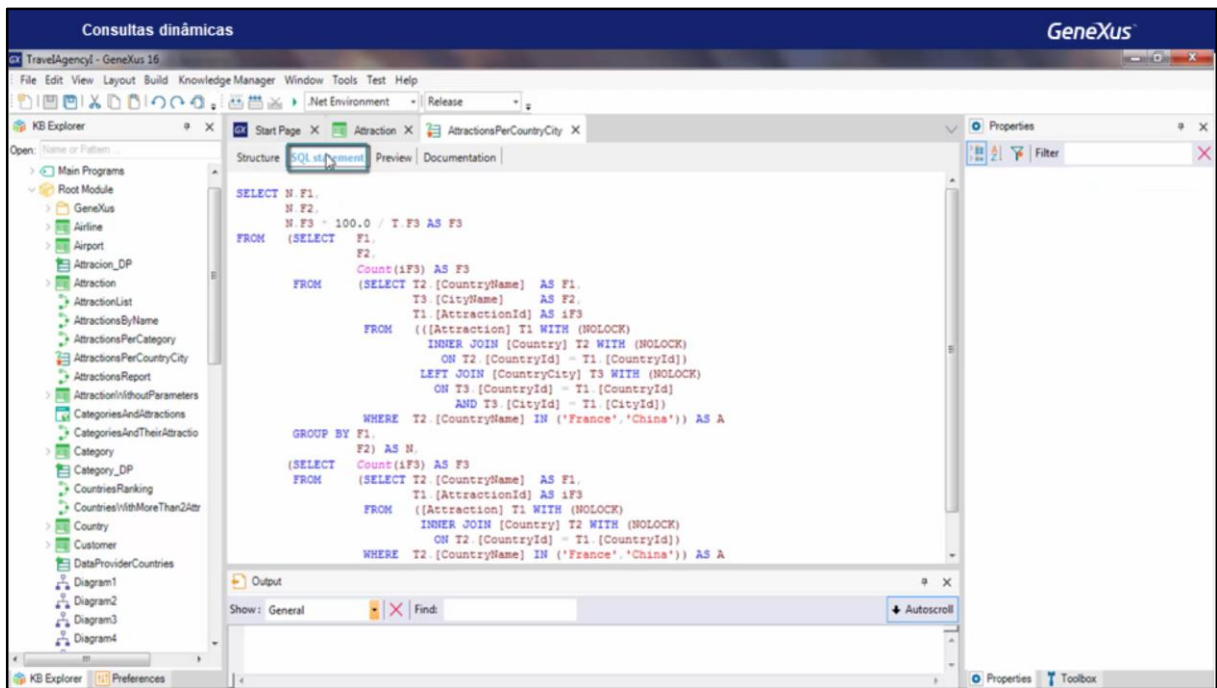 Consultas dinâmicas
GeneXus
TravelAgencyI - GeneXus 16
File Edit View Layout Build Knowledge Manager Window Tools Test Help
.Net Environment Release
KB Explorer
Open: Name or Pattern ...
Main Programs
Root Module
GeneXus
Airline
Airport
Attracion_DP
Attraction
AttractionList
AttractionsByName
AttractionsPerCategory
AttractionsPerCountryCity
AttractionsReport
AttractionWithoutParameters
CategoriesAndAttractions
CategoriesAndTheirAttractio
Category
Category_DP
CountriesRanking
CountriesWithMoreThan2Attr
Country
Customer
DataProviderCountries
Diagram1
Diagram2
Diagram3
Diagram4
KB Explorer Preferences
Start Page Attraction AttractionsPerCountryCity
Structure SQL statement Preview Documentation
SELECT N.F1,
N.F2,
N.F3 * 100.0 / T.F3 AS F3
FROM (SELECT F1,
F2,
Count(iF3) AS F3
FROM (SELECT T2.[CountryName] AS F1,
T3.[CityName] AS F2,
T1.[AttractionId] AS iF3
FROM (([Attraction] T1 WITH (NOLOCK)
INNER JOIN [Country] T2 WITH (NOLOCK)
ON T2.[CountryId] = T1.[CountryId])
LEFT JOIN [CountryCity] T3 WITH (NOLOCK)
ON T3.[CountryId] = T1.[CountryId]
AND T3.[CityId] = T1.[CityId])
WHERE T2.[CountryName] IN ('France','China')) AS A
GROUP BY F1,
F2) AS N,
(SELECT Count(iF3) AS F3
FROM (SELECT T2.[CountryName] AS F1,
T1.[AttractionId] AS iF3
FROM ([Attraction] T1 WITH (NOLOCK)
INNER JOIN [Country] T2 WITH (NOLOCK)
ON T2.[CountryId] = T1.[CountryId])
WHERE T2.[CountryName] IN ('France','China')) AS A
Output
Show: General Find: Autoscroll
Properties
Filter
Properties Toolbox